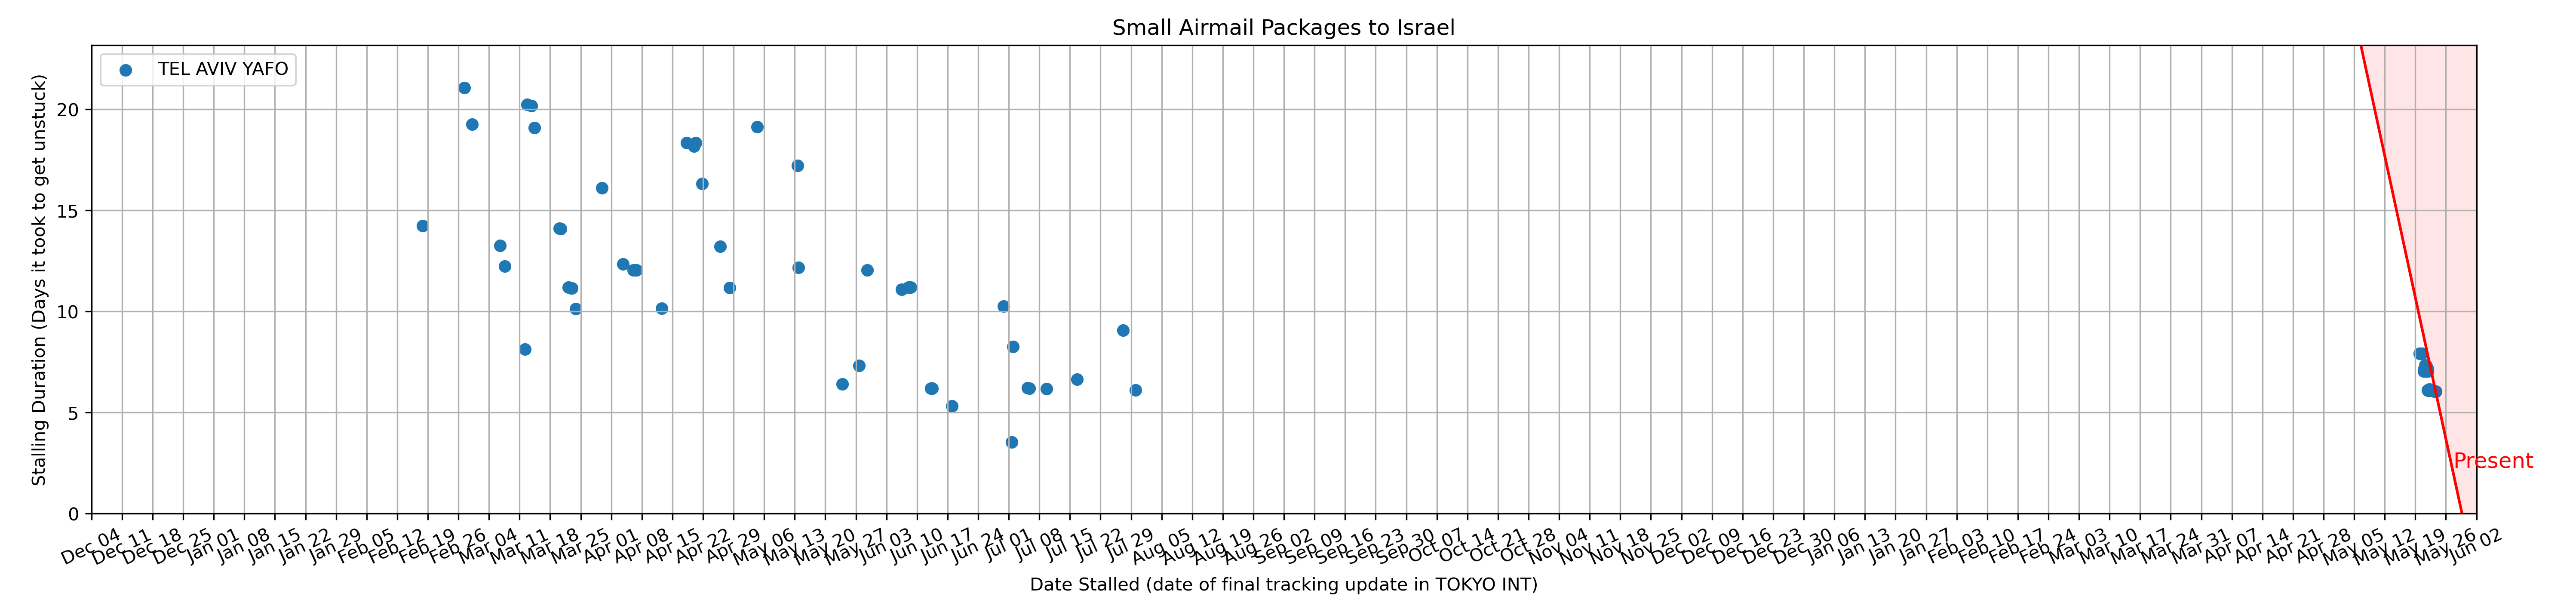 Small Airmail Packages to Israel
TEL AVIV YAFO
Stalling Duration (Days it took to get unstuck)
20
15
10
5
0
Present
Dec 04 Dec 11 Dec 18 Dec 25 Jan 01 Jan 08 Jan 15 Jan 22 Jan 29 Feb 05 Feb 12 Feb 19 Feb 26 Mar 04 Mar 11 Mar 18 Mar 25 Apr 01 Apr 08 Apr 15 Apr 22 Apr 29 May 06 May 13 May 20 May 27 Jun 03 Jun 10 Jun 17 Jun 24 Jul 01 Jul 08 Jul 15 Jul 22 Jul 29 Aug 05 Aug 12 Aug 19 Aug 26 Sep 02 Sep 09 Sep 16 Sep 23 Sep 30 Oct 07 Oct 14 Oct 21 Oct 28 Nov 04 Nov 11 Nov 18 Nov 25 Dec 02 Dec 09 Dec 16 Dec 23 Dec 30 Jan 06 Jan 13 Jan 20 Jan 27 Feb 03 Feb 10 Feb 17 Feb 24 Mar 03 Mar 10 Mar 17 Mar 24 Mar 31 Apr 07 Apr 14 Apr 21 Apr 28 May 05 May 12 May 19 May 26 Jun 02
Date Stalled (date of final tracking update in TOKYO INT)